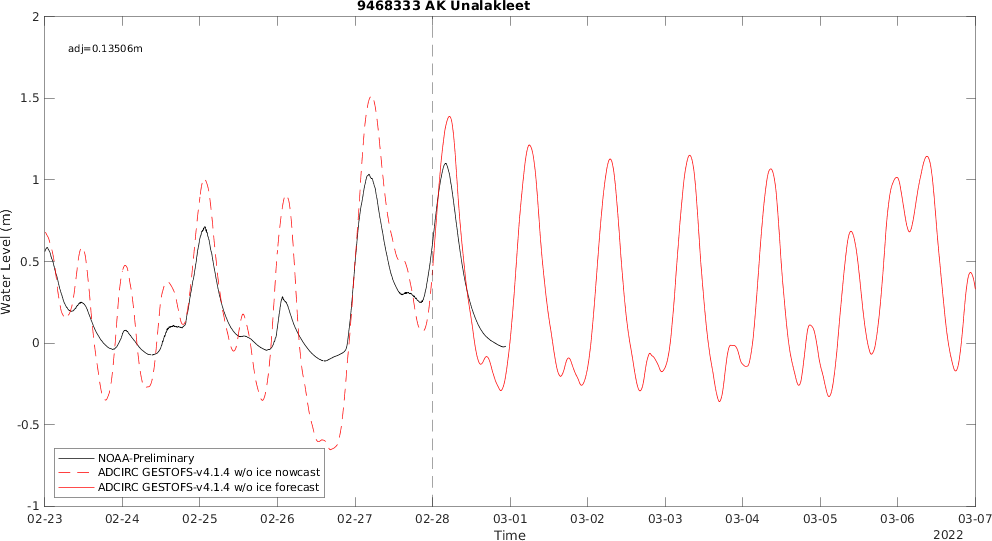 9468333 AK Unalakleet
adj=0.13506m
Water Level (m)
2
1.5
1
0.5
0
-0.5
-1
NOAA-Preliminary
ADCIRC GESTOFS-v4.1.4 w/o ice nowcast
ADCIRC GESTOFS-v4.1.4 w/o ice forecast
02-23 02-24 02-25 02-26 02-27 02-28 03-01 03-02 03-03 03-04 03-05 03-06 03-07
Time
2022